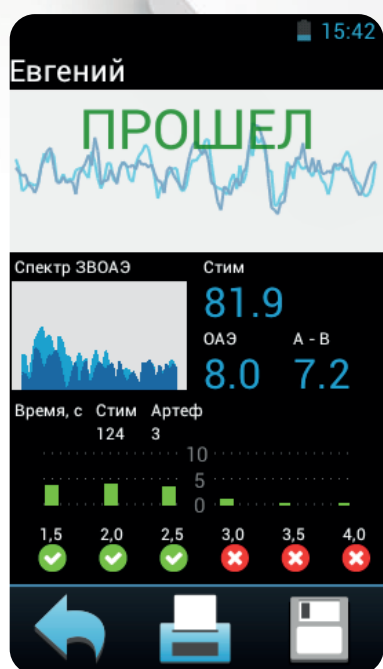 15:42
Евгений
ПРОШЕЛ
Спектр ЗВОАЭ Стим
81.9
ОАЭ А - В
8.0 7.2
Время, с Стим Артеф
124 3
10
5
0
1,5 2,0 2,5 3,0 3,5 4,0